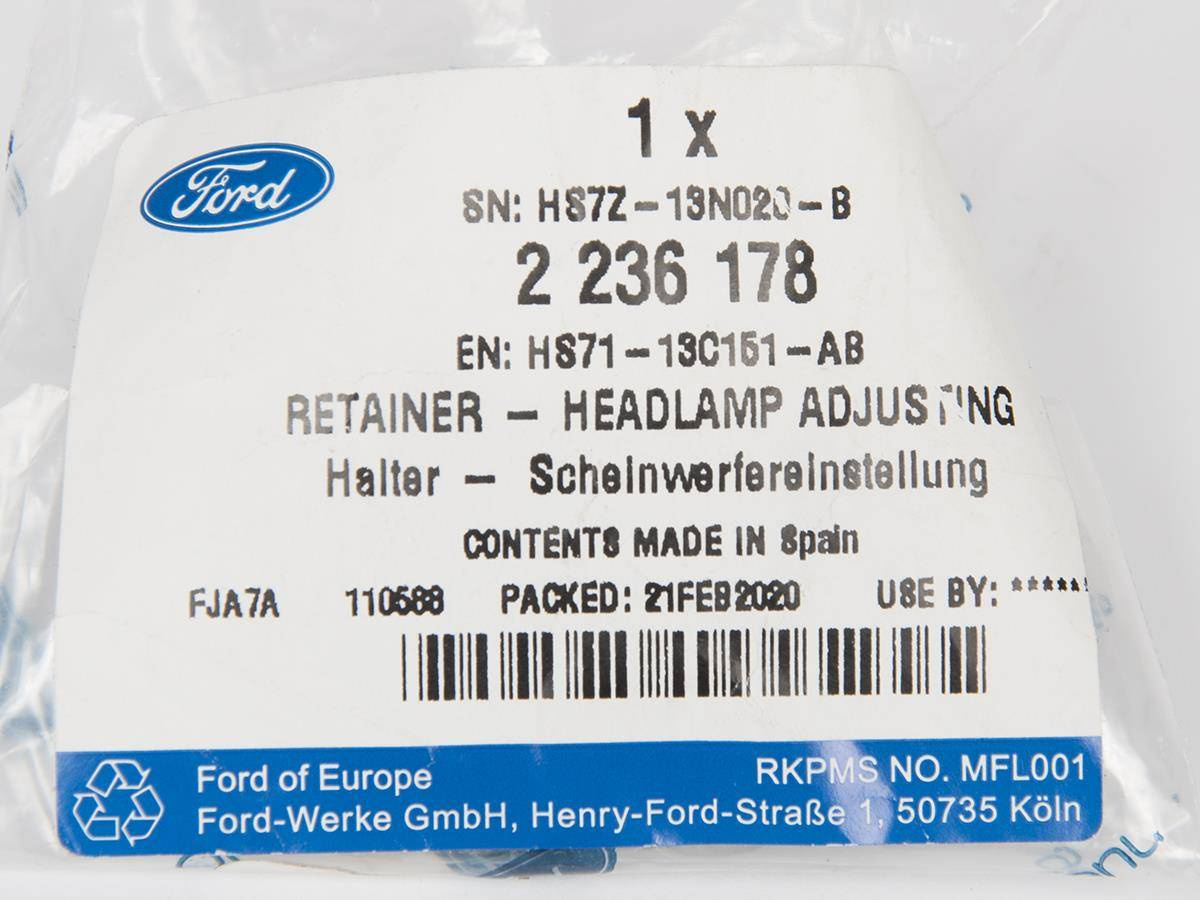 Ford
1 x
SN: HS7Z-13N020-B
2 236 178
EN: HS71-13C151-AB
RETAINER - HEADLAMP ADJUSTING
Halter - Scheinwerfereinstellung
CONTENTS MADE IN Spain
FJA7A 110588 PACKED: 21FEB2020 USE BY: ******
Ford of Europe RKPMS NO. MFL001
Ford-Werke GmbH, Henry-Ford-Straße 1, 50735 Köln